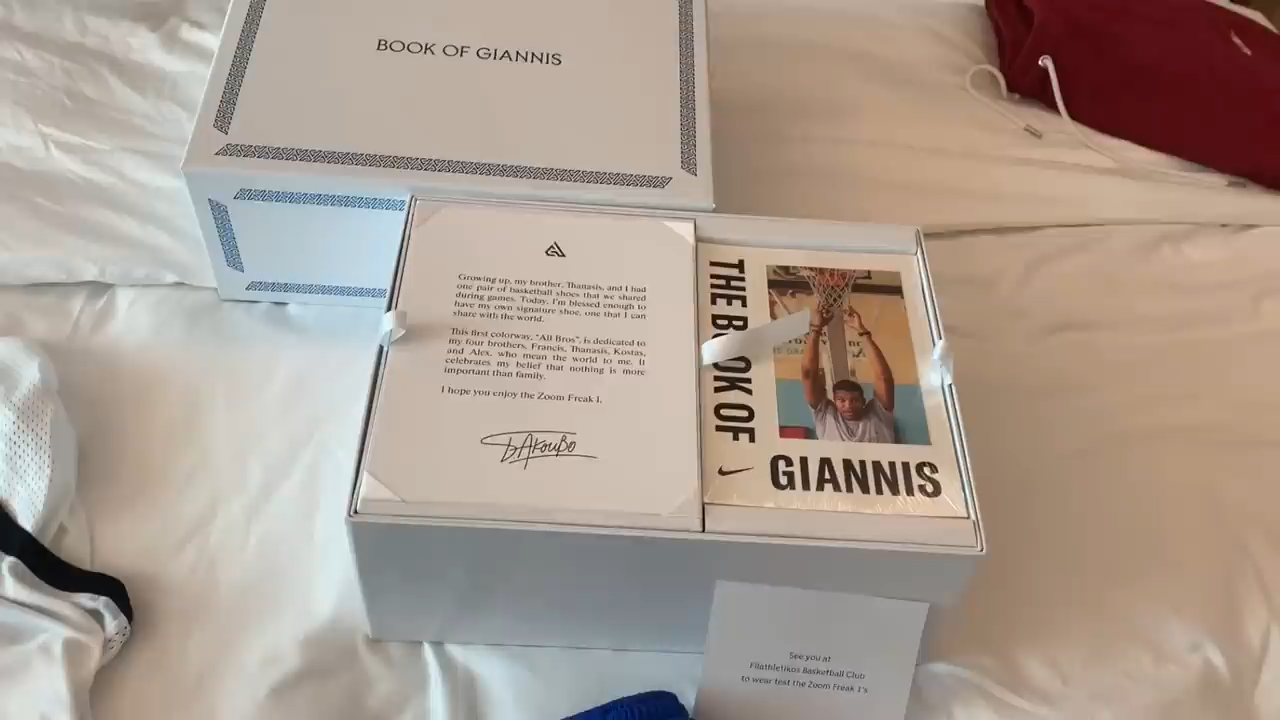 BOOK OF GIANNIS
Growing up, my brother, Thanasis, and I had
one pair of basketball shoes that we shared
during games. Today, I'm blessed enough to
have my own signature shoe, one that I can
share with the world.
This first colorway, "All Bros", is dedicated to
my four brothers, Francis, Thanasis, Kostas,
and Alex, who mean the world to me. It
celebrates my belief that nothing is more
important than family.
I hope you enjoy the Zoom Freak 1.
THE BOOK OF
GIANNIS
See you at
Filathletikos Basketball Club
to wear test the Zoom Freak 1's